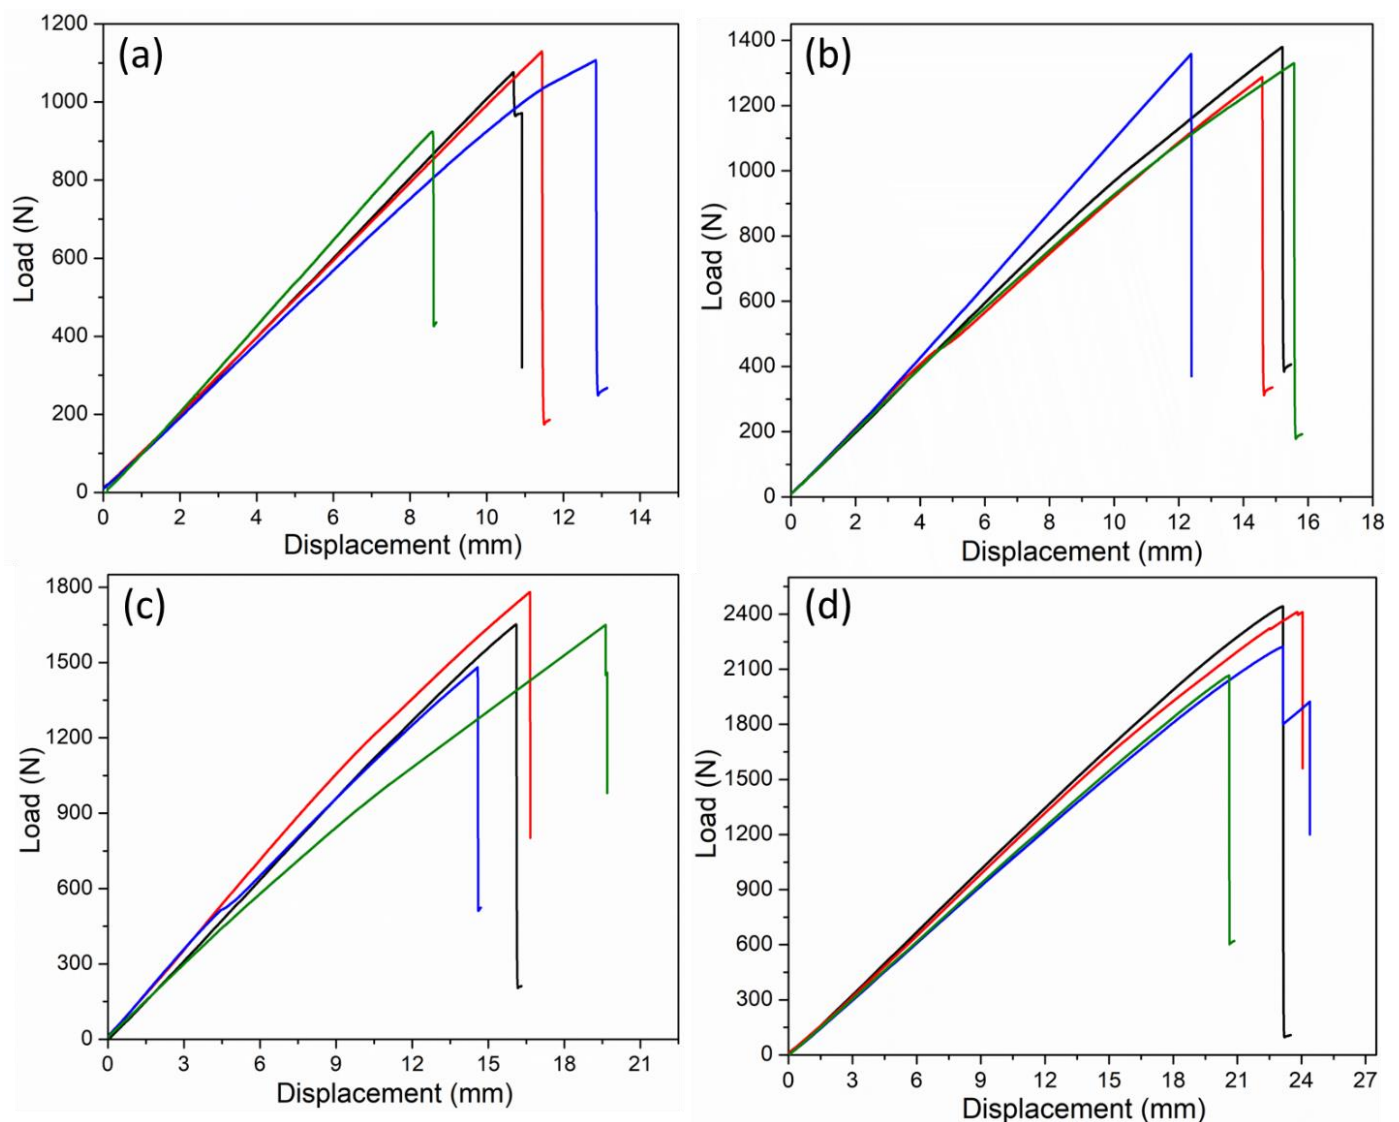 (a)
1200
1000
800
600
400
200
0
Load (N)
0 2 4 6 8 10 12 14
Displacement (mm)
(b)
1400
1200
1000
800
600
400
200
0
Load (N)
0 2 4 6 8 10 12 14 16 18
Displacement (mm)
(c)
1800
1500
1200
900
600
300
0
Load (N)
0 3 6 9 12 15 18 21
Displacement (mm)
(d)
2400
2100
1800
1500
1200
900
600
300
0
Load (N)
0 3 6 9 12 15 18 21 24 27
Displacement (mm)